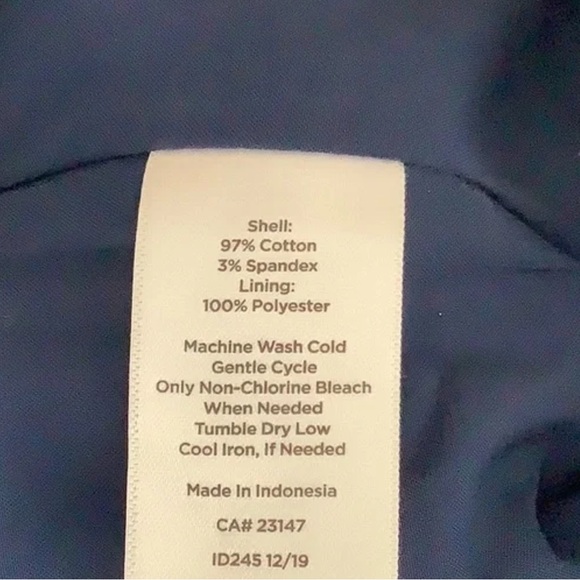 Shell:
97% Cotton
3% Spandex
Lining:
100% Polyester
Machine Wash Cold
Gentle Cycle
Only Non-Chlorine Bleach
When Needed
Tumble Dry Low
Cool Iron, If Needed
Made In Indonesia
CA# 23147
ID245 12/19